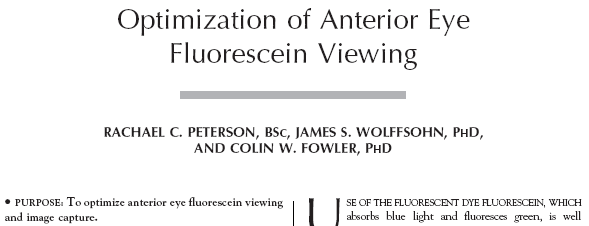 Optimization of Anterior Eye
Fluorescein Viewing
RACHAEL C. PETERSON, BSC, JAMES S. WOLFFSOHN, PHD,
AND COLIN W. FOWLER, PHD
• PURPOSE: To optimize anterior eye fluorescein viewing
and image capture.
USE OF THE FLUORESCENT DYE FLUORESCEIN, WHICH
absorbs blue light and fluoresces green, is well